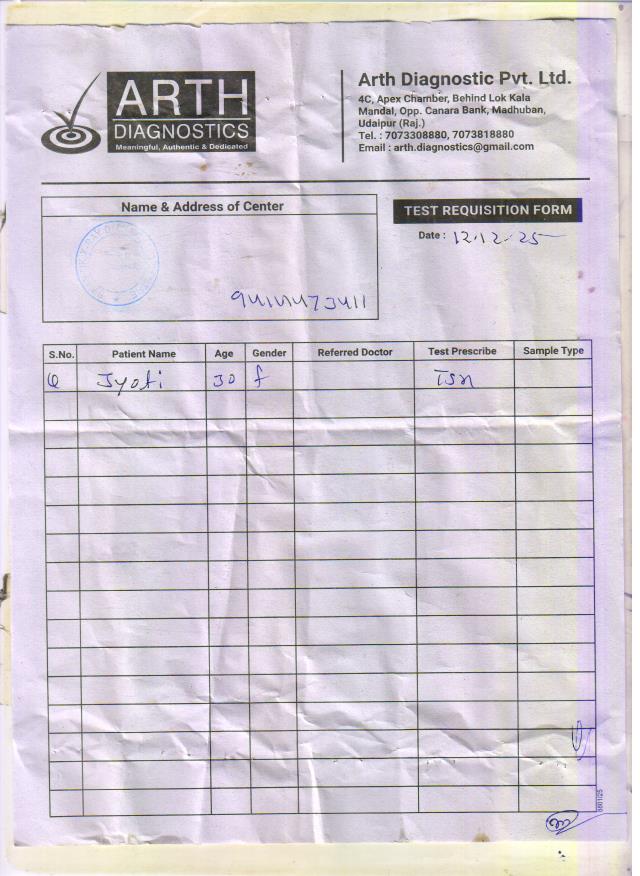 ARTH
DIAGNOSTICS
Meaningful, Authentic & Dedicated
Arth Diagnostic Pvt. Ltd.
4C, Apex Chamber, Behind Lok Kala
Mandal, Opp. Canara Bank, Madhuban,
Udaipur (Raj.)
Tel. : 7073308880, 7073818880
Email : arth.diagnostics@gmail.com
Name & Address of Center
TEST REQUISITION FORM
Date : 12.12.25
S.No. Patient Name Age Gender Referred Doctor Test Prescribe Sample Type
Jyoti 30 f